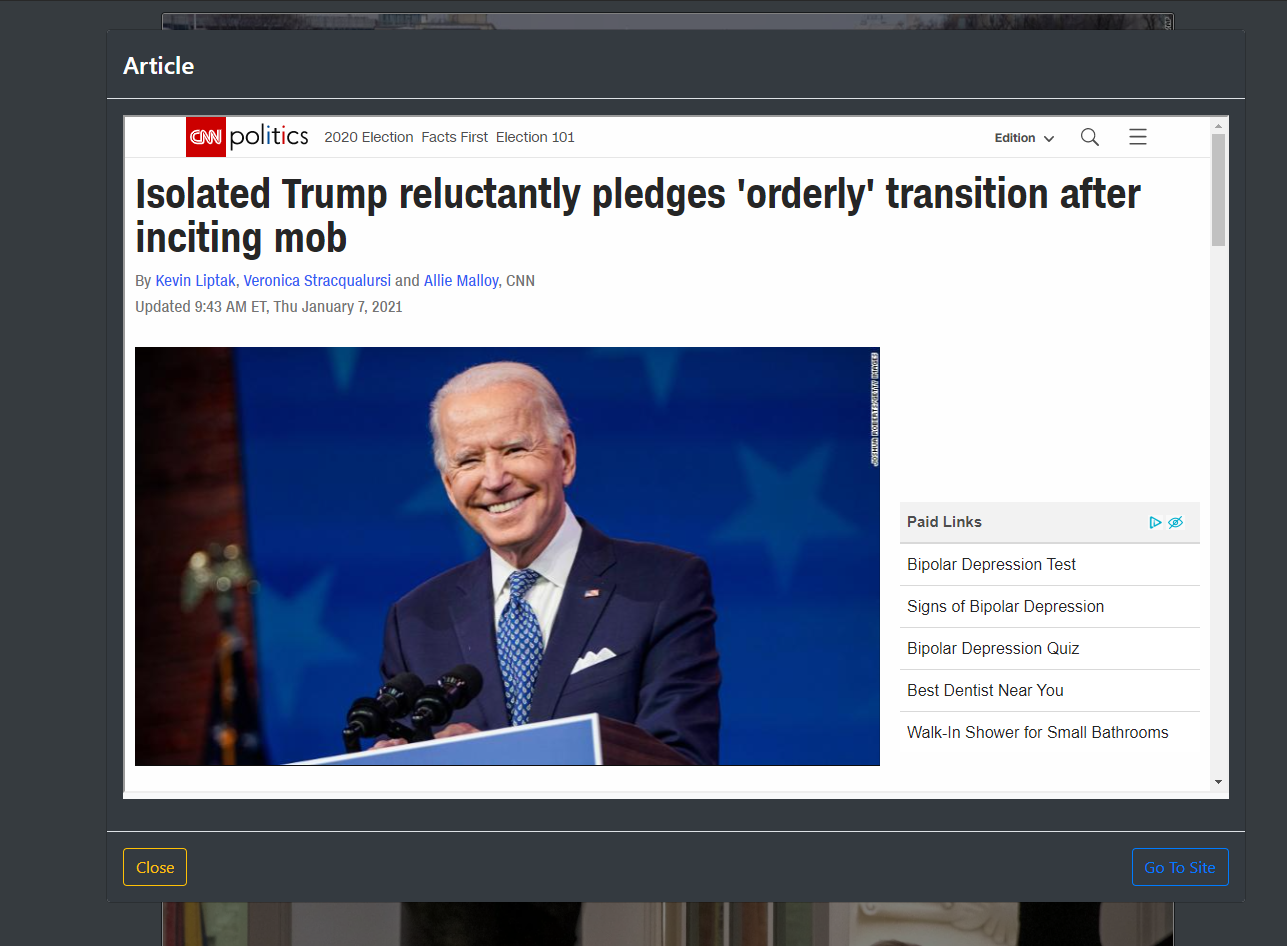 Article
CNN politics 2020 Election Facts First Election 101 Edition
Isolated Trump reluctantly pledges 'orderly' transition after
inciting mob
By Kevin Liptak, Veronica Stracqualursi and Allie Malloy, CNN
Updated 9:43 AM ET, Thu January 7, 2021
JOSHUA ROBERTS/GETTY IMAGES
Paid Links
Bipolar Depression Test
Signs of Bipolar Depression
Bipolar Depression Quiz
Best Dentist Near You
Walk-In Shower for Small Bathrooms
Close
Go To Site